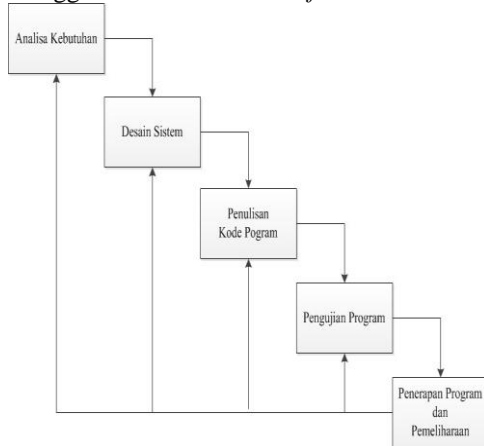 Analisa Kebutuhan
Desain Sistem
Penulisan
Kode Pogram
Pengujian Program
Penerapan Program
dan
Pemeliharaan